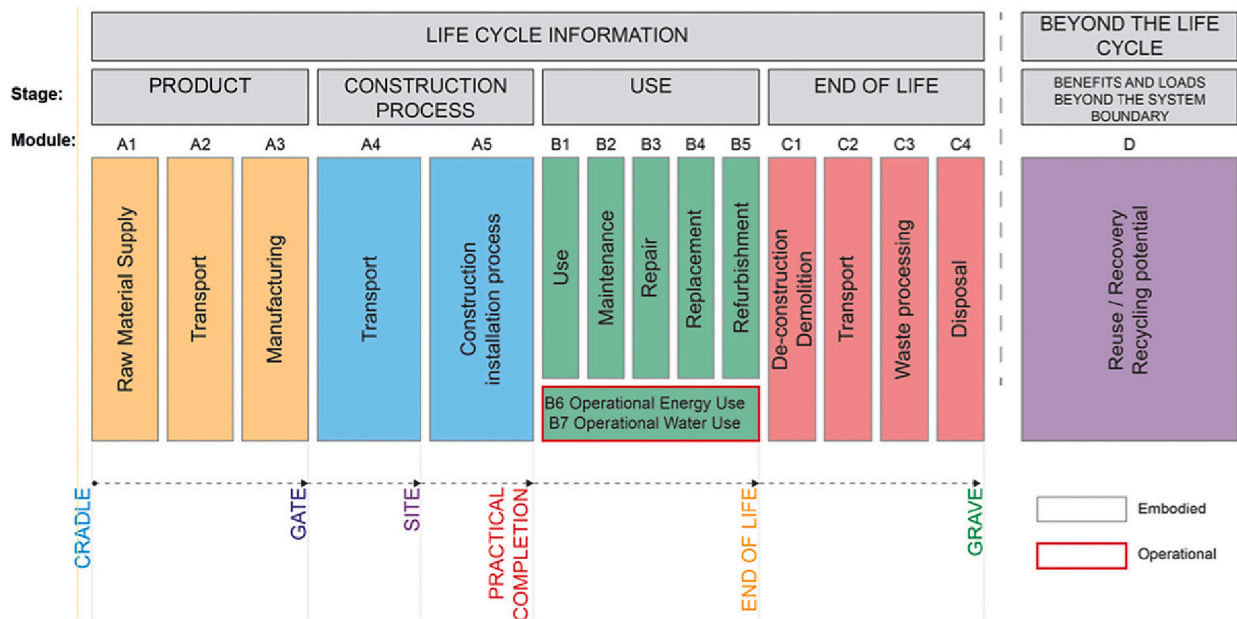 LIFE CYCLE INFORMATION
BEYOND THE LIFE
CYCLE
Stage:
PRODUCT
CONSTRUCTION
PROCESS
USE
END OF LIFE
BENEFITS AND LOADS
BEYOND THE SYSTEM
BOUNDARY
Module:
A1
A2
A3
A4
A5
B1
B2
B3
B4
B5
C1
C2
C3
C4
D
Raw Material Supply
Transport
Manufacturing
Transport
Construction
installation process
Use
Maintenance
Repair
Replacement
Refurbishment
De-construction
Demolition
Transport
Waste processing
Disposal
Reuse / Recovery
Recycling potential
B6 Operational Energy Use
B7 Operational Water Use
CRADLE
GATE
SITE
PRACTICAL
COMPLETION
END OF LIFE
GRAVE
Embodied
Operational